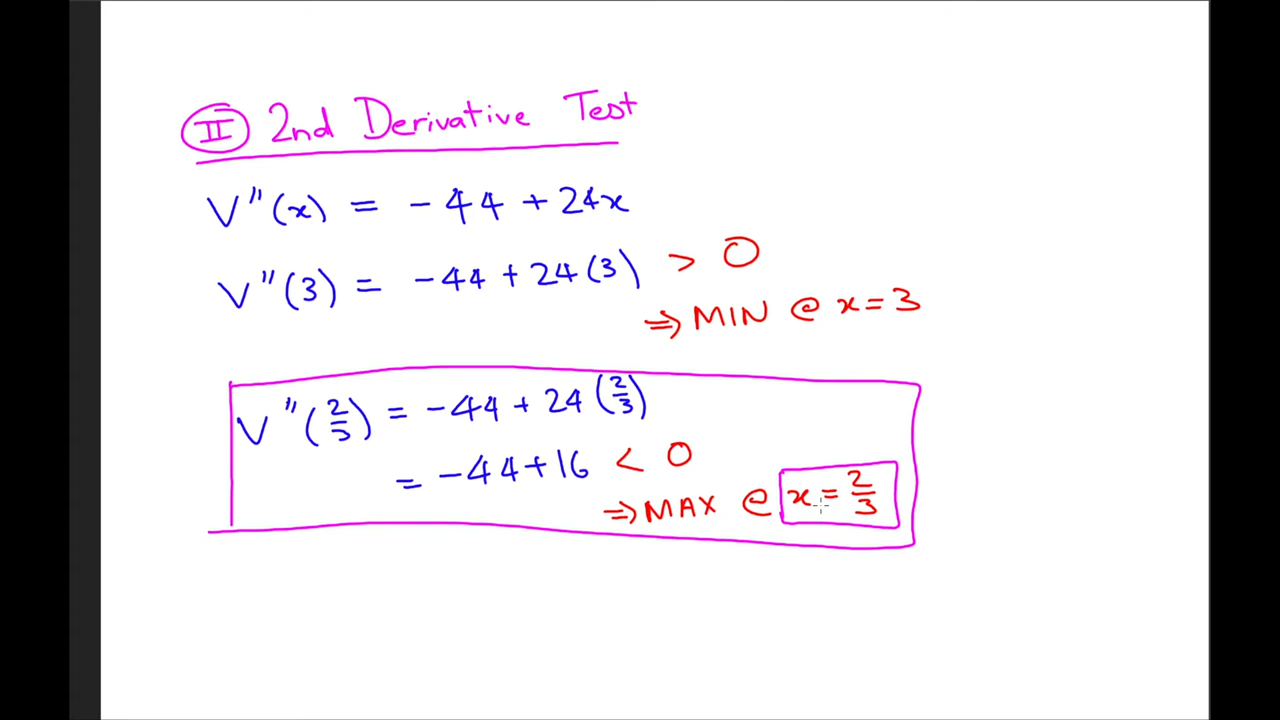 II 2nd Derivative Test
V"(x) = -44 + 24x
V"(3) = -44 + 24(3) > 0
⇒ MIN @ x = 3
V"(2/3) = -44 + 24(2/3)
= -44 + 16 < 0
⇒ MAX @ x = 2/3